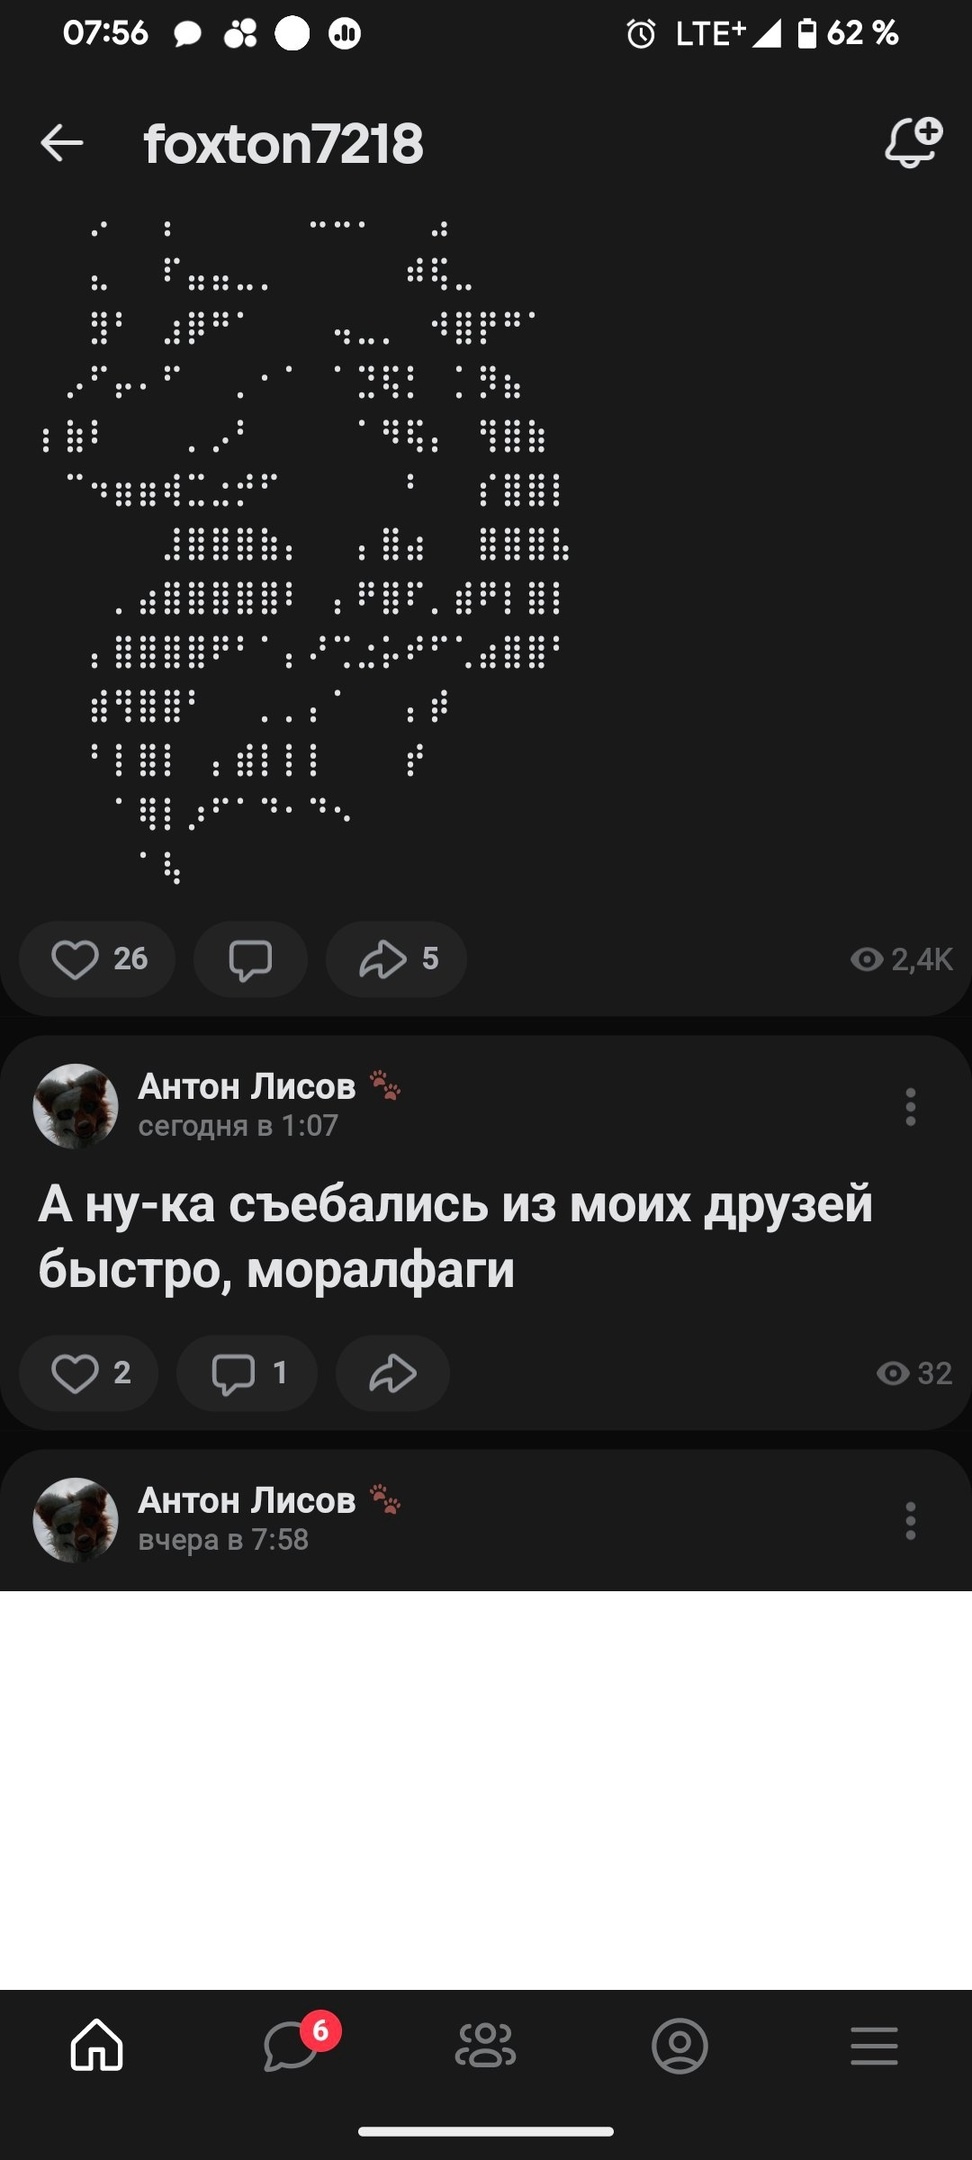 07:56 LTE+ 62 %
foxton7218
26 5 2,4K
Антон Лисов
сегодня в 1:07
А ну-ка съебались из моих друзей
быстро, моралфаги
2 1 32
Антон Лисов
вчера в 7:58
6